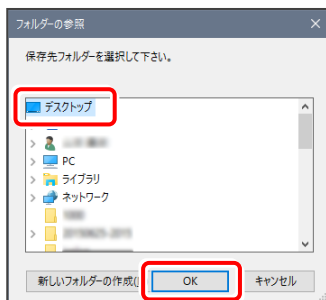 フォルダーの参照
保存先フォルダーを選択して下さい。
デスクトップ
PC
ライブラリ
ネットワーク
新しいフォルダーの作成(
OK
キャンセル